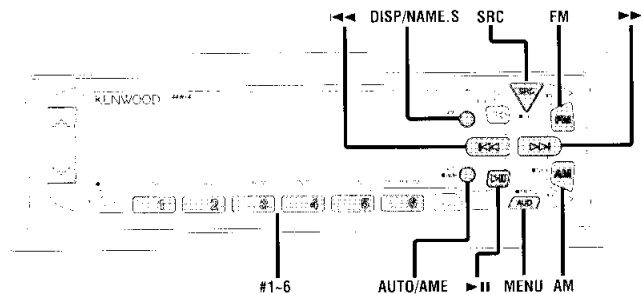 |◄◄ DISP/NAME.S SRC FM ►►|
KENWOOD
SRC
FM
|◄◄ ►►|
AM
►II
1 2 3 4 5 6
AUD
#1~6 AUTO/AME ►II MENU AM